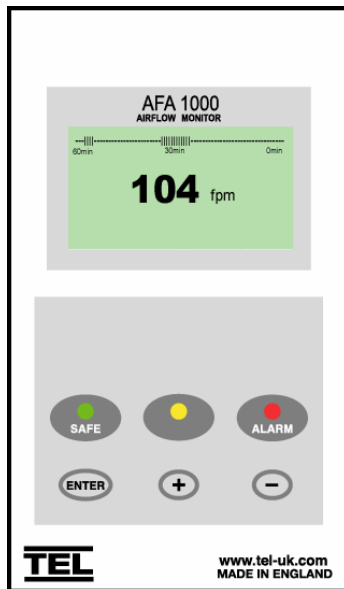 AFA 1000
AIRFLOW MONITOR
60min 30min 0min
104 fpm
SAFE ALARM
ENTER + −
TEL www.tel-uk.com
MADE IN ENGLAND